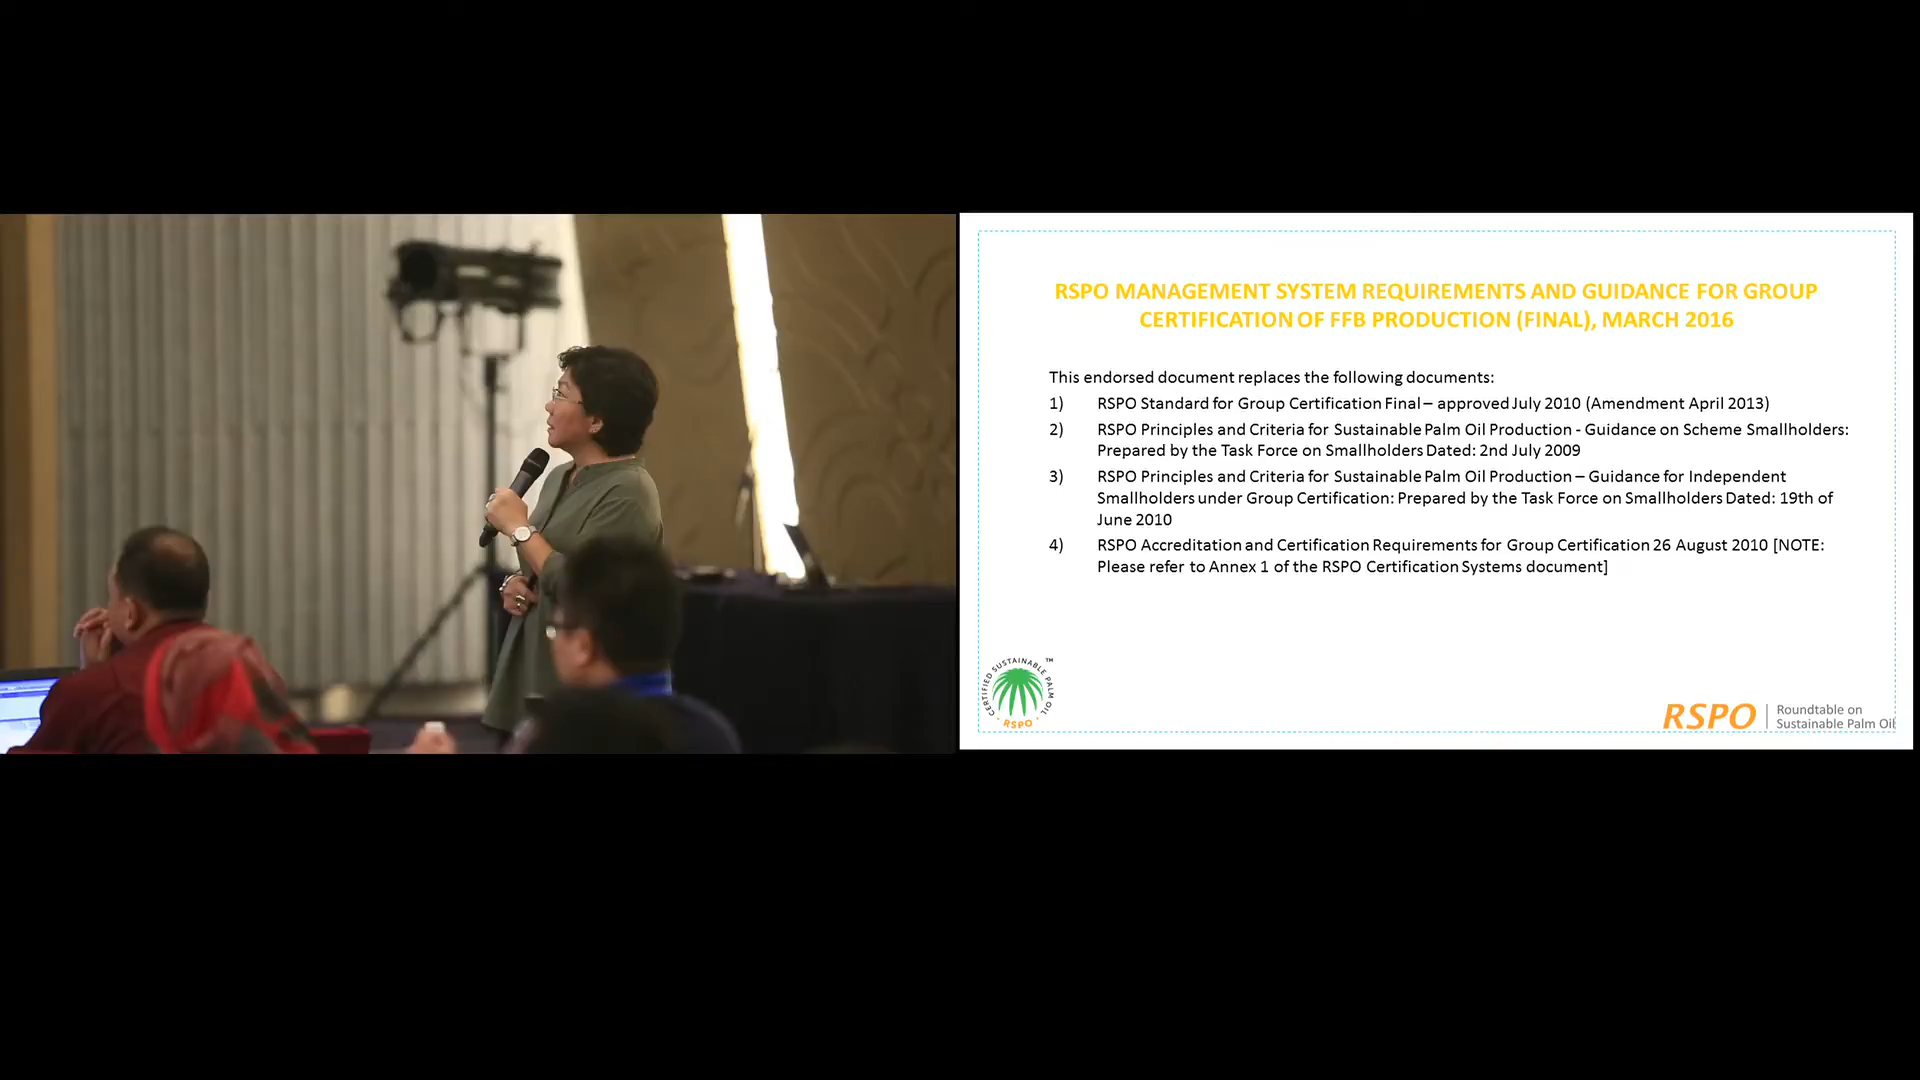 RSPO MANAGEMENT SYSTEM REQUIREMENTS AND GUIDANCE FOR GROUP
CERTIFICATION OF FFB PRODUCTION (FINAL), MARCH 2016
This endorsed document replaces the following documents:
1) RSPO Standard for Group Certification Final – approved July 2010 (Amendment April 2013)
2) RSPO Principles and Criteria for Sustainable Palm Oil Production - Guidance on Scheme Smallholders:
Prepared by the Task Force on Smallholders Dated: 2nd July 2009
3) RSPO Principles and Criteria for Sustainable Palm Oil Production – Guidance for Independent
Smallholders under Group Certification: Prepared by the Task Force on Smallholders Dated: 19th of
June 2010
4) RSPO Accreditation and Certification Requirements for Group Certification 26 August 2010 [NOTE:
Please refer to Annex 1 of the RSPO Certification Systems document]
CERTIFIED SUSTAINABLE PALM OIL ™
RSPO
RSPO
Roundtable on
Sustainable Palm Oil